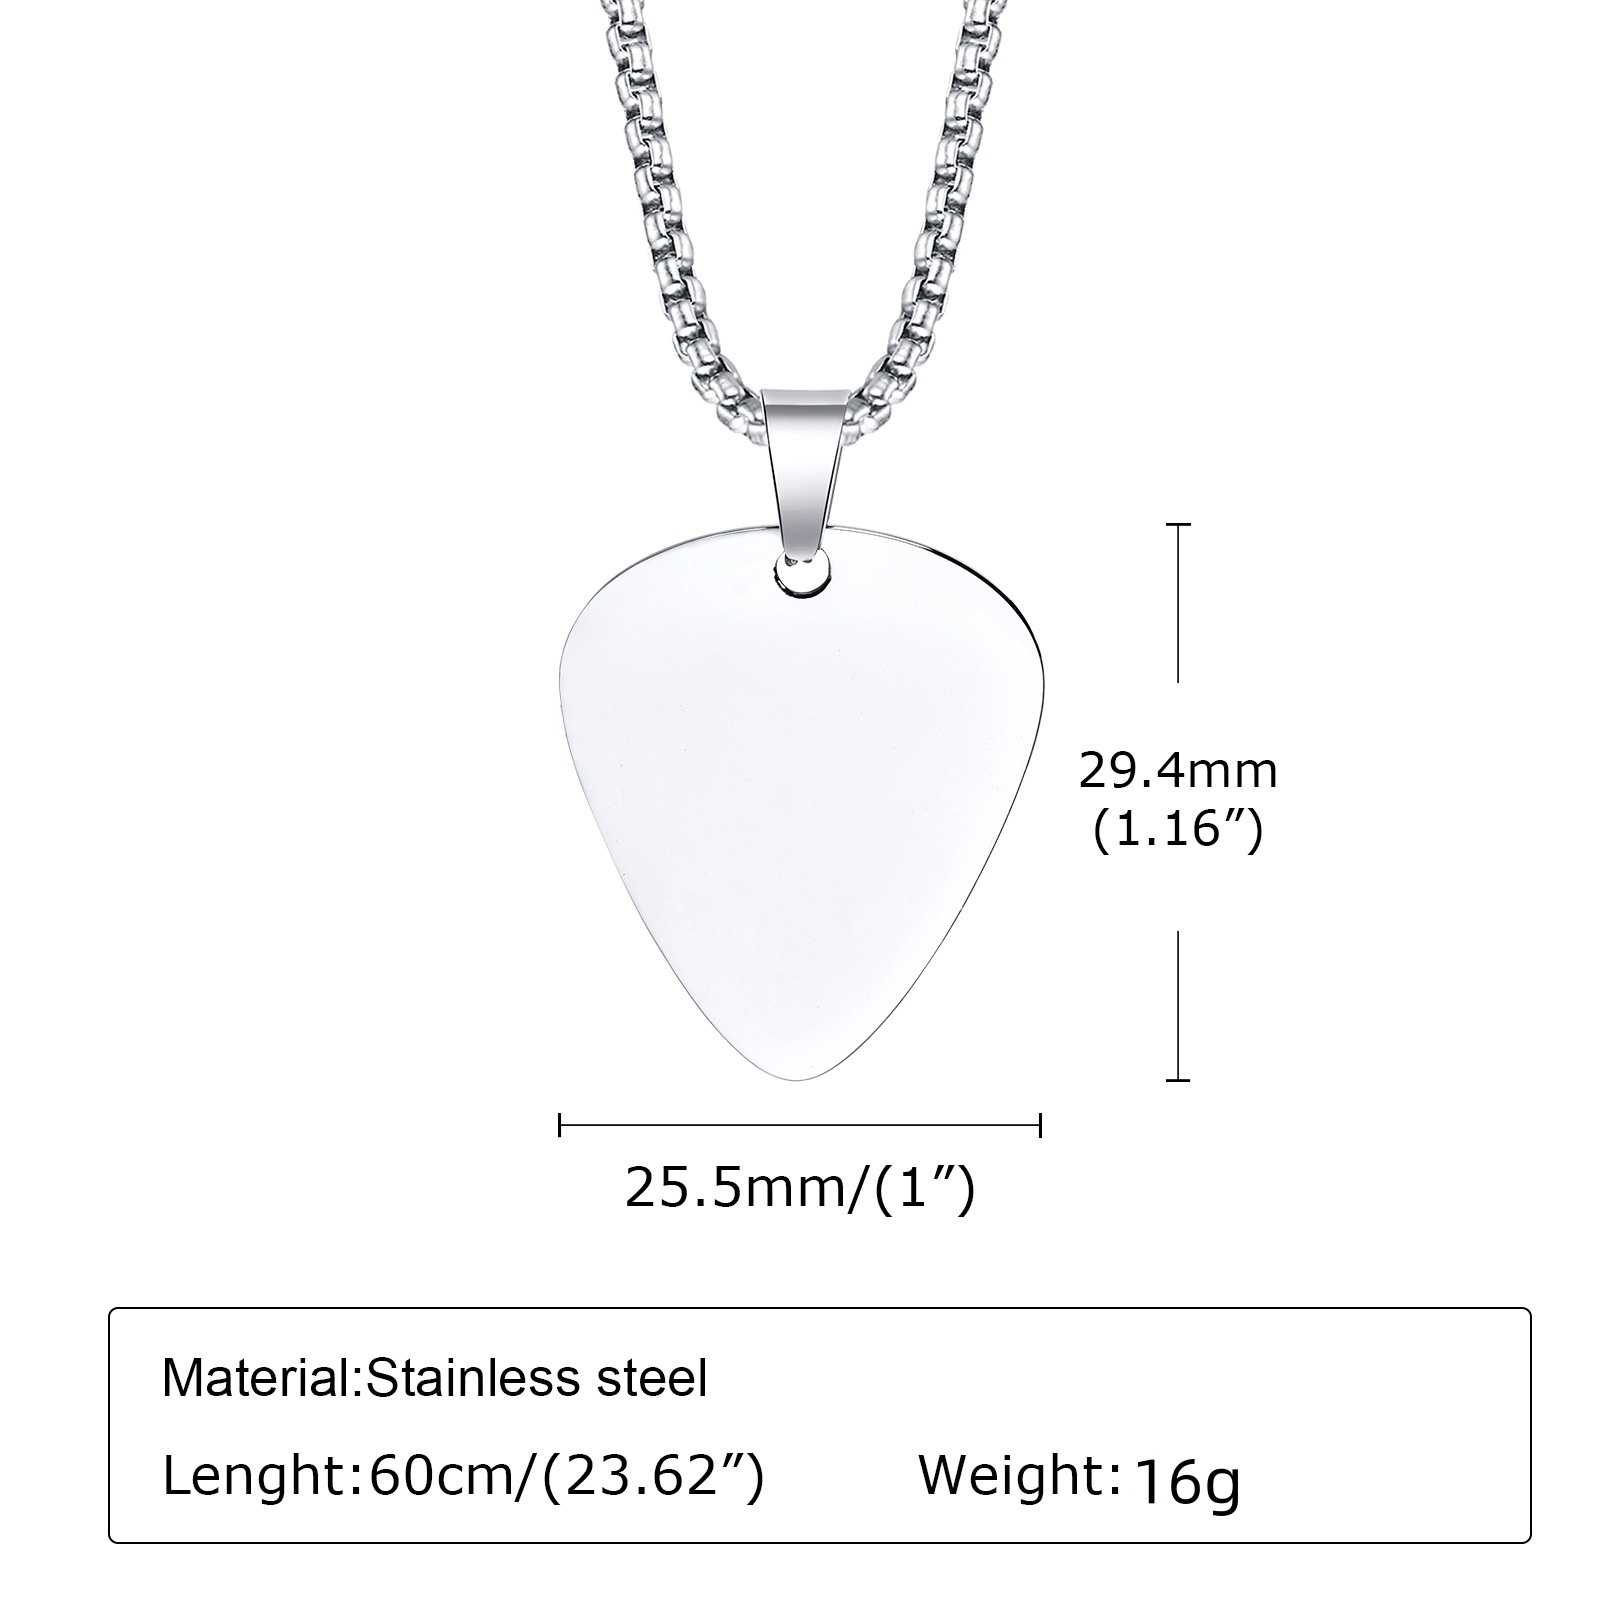 29.4mm
(1.16″)
25.5mm/(1″)
Material:Stainless steel
Lenght:60cm/(23.62″)
Weight:16g